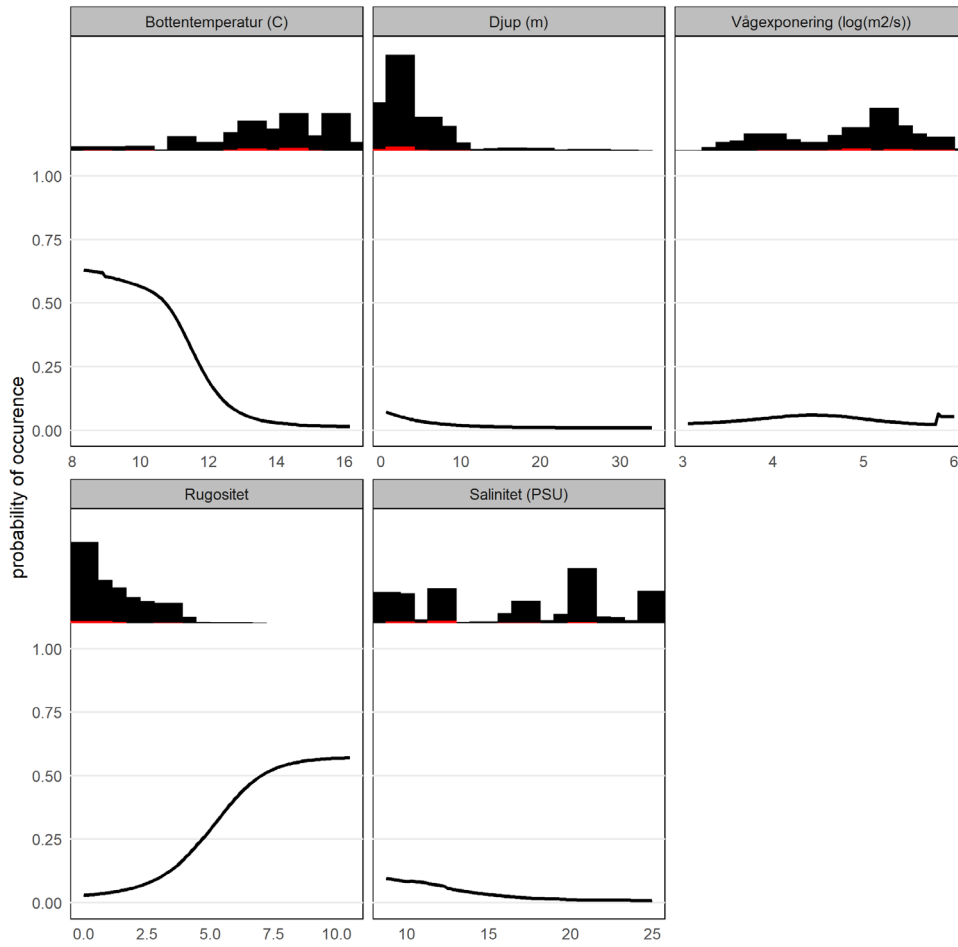 Bottentemperatur (C)
Djup (m)
Vågexponering (log(m2/s))
1.00
0.75
0.50
0.25
0.00
8 10 12 14 16
0 10 20 30
3 4 5 6
probability of occurence
Rugositet
Salinitet (PSU)
1.00
0.75
0.50
0.25
0.00
0.0 2.5 5.0 7.5 10.0
10 15 20 25